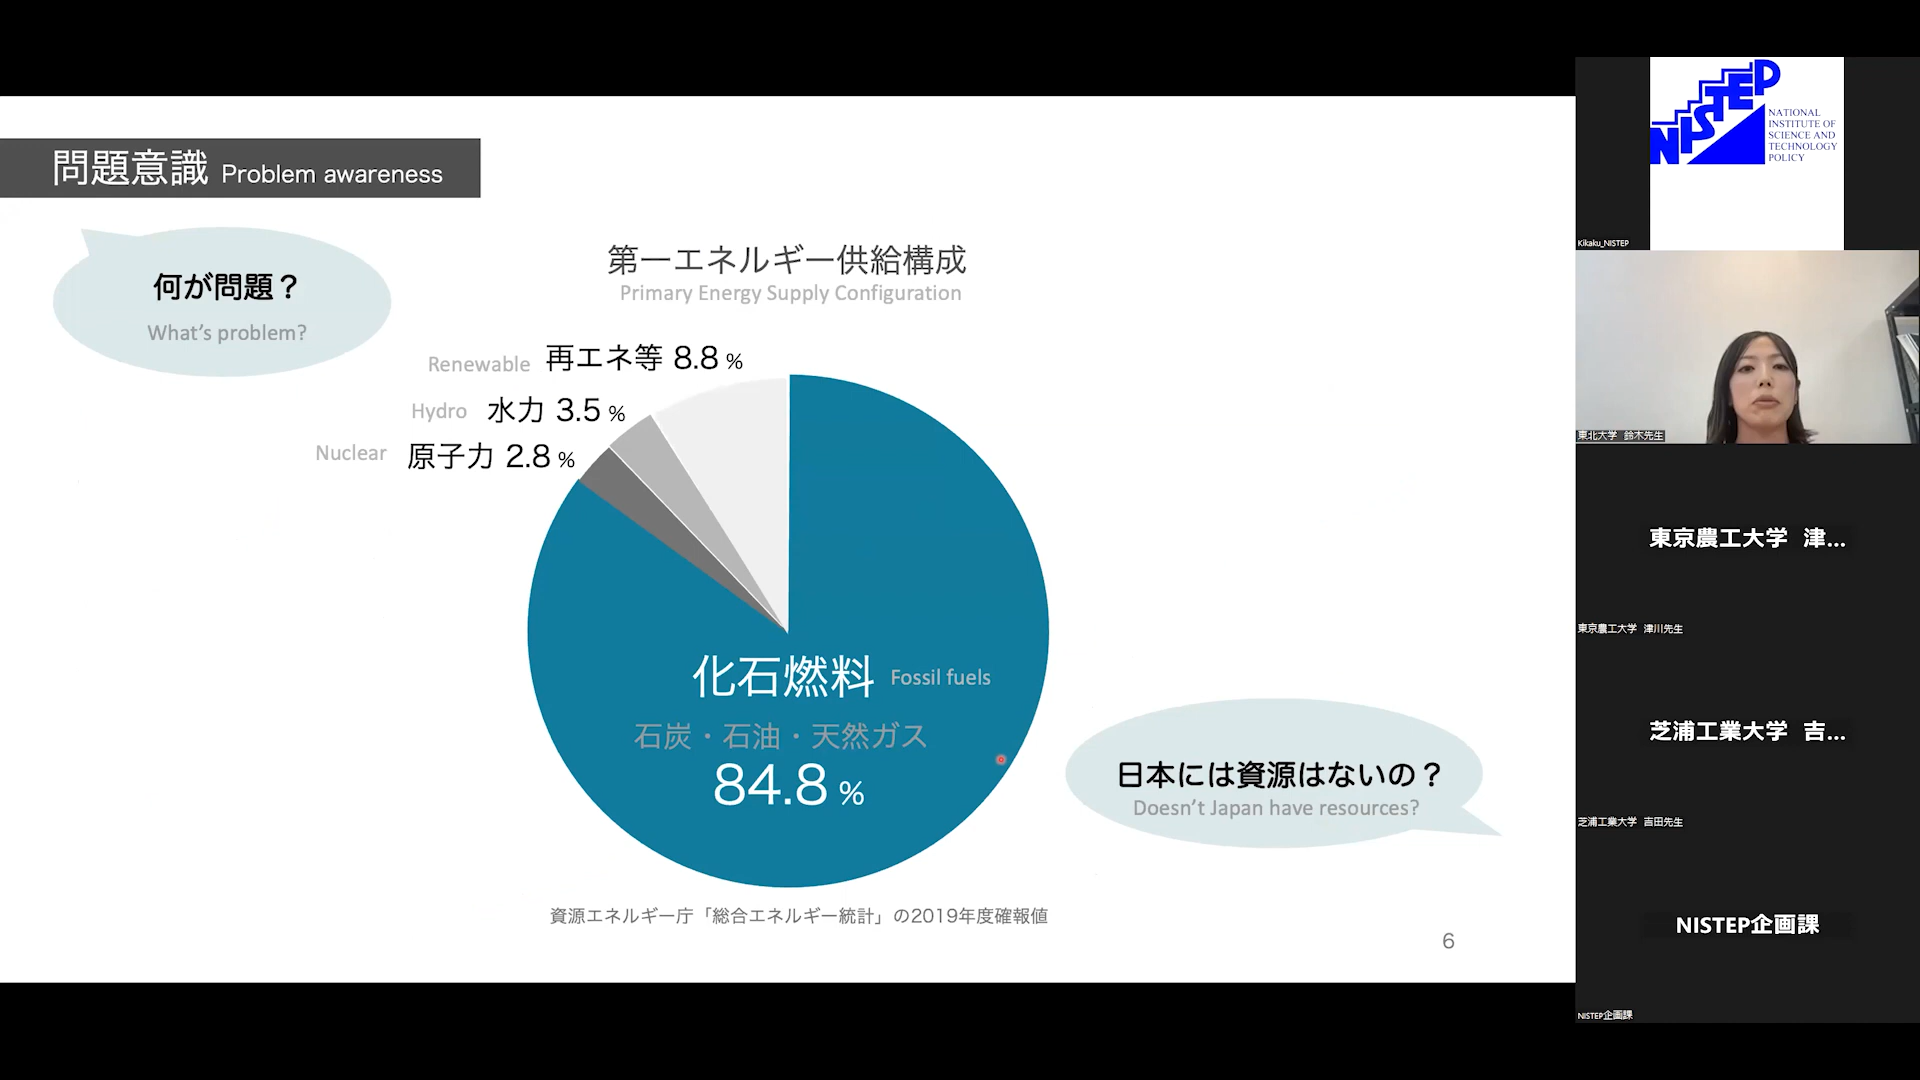 問題意識 Problem awareness
何が問題？
What's problem?
第一エネルギー供給構成
Primary Energy Supply Configuration
Renewable 再エネ等 8.8 %
Hydro 水力 3.5 %
Nuclear 原子力 2.8 %
化石燃料 Fossil fuels
石炭・石油・天然ガス
84.8 %
日本には資源はないの？
Doesn't Japan have resources?
資源エネルギー庁「総合エネルギー統計」の2019年度確報値
6
NISTEP
NATIONAL
INSTITUTE OF
SCIENCE AND
TECHNOLOGY
POLICY
Kikaku_NISTEP
東北大学 鈴木先生
東京農工大学 津...
東京農工大学 津川先生
芝浦工業大学 吉...
芝浦工業大学 吉田先生
NISTEP企画課
NISTEP企画課